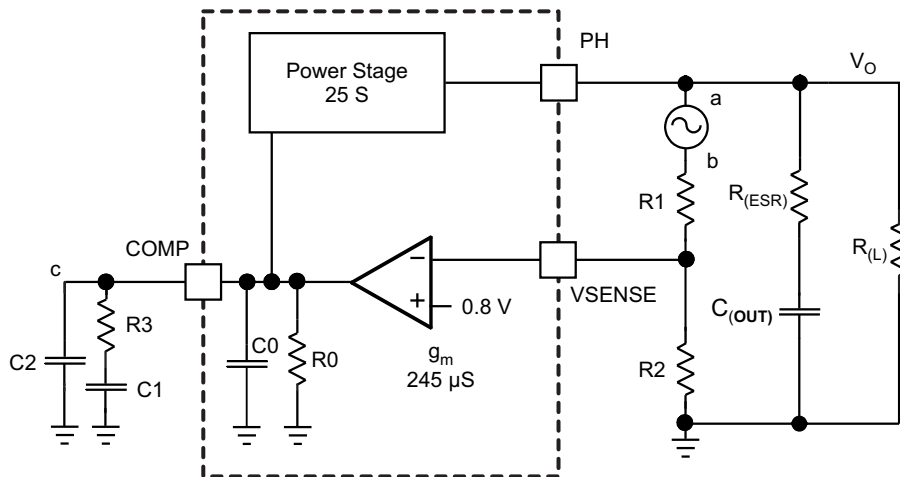 PH
Power Stage
25 S
V_O
a
b
R1
R_(ESR)
R_(L)
COMP
VSENSE
−
+
0.8 V
c
R3
C0
R0
g_m
245 µS
C_(OUT)
C2
C1
R2